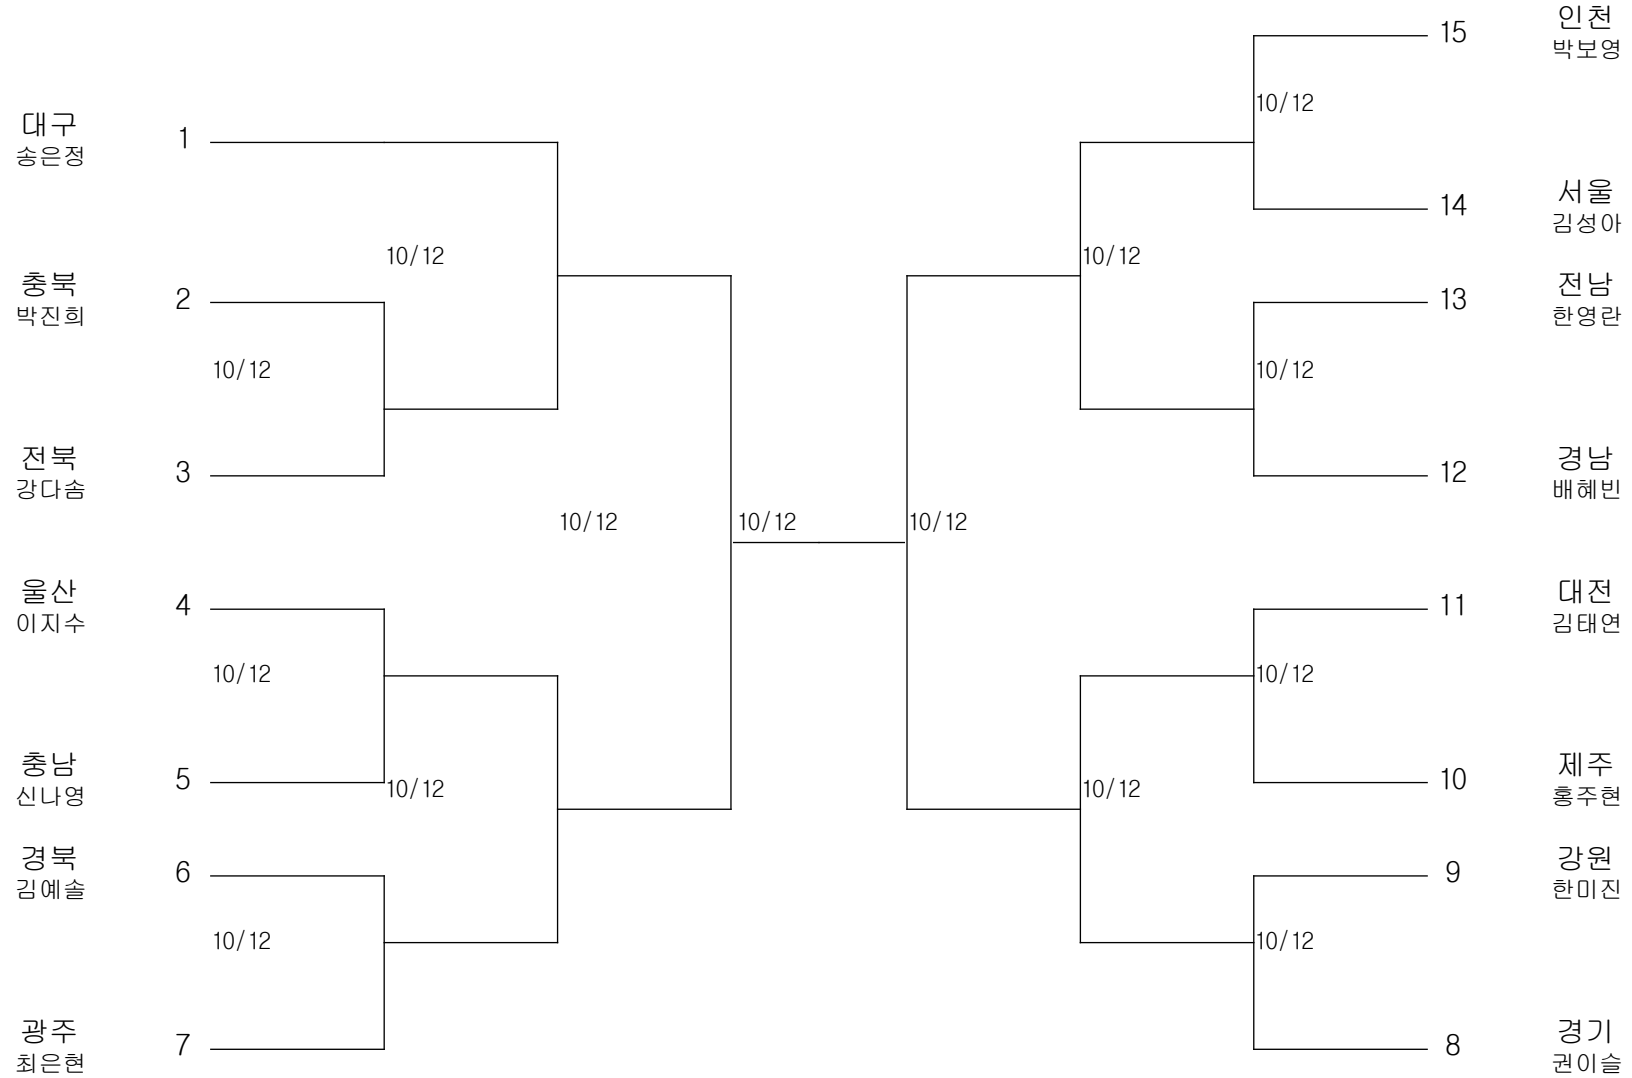 인천
15
박보영
10/12
대구
1
송은정
서울
14
김성아
10/12
10/12
충북
2
전남
13
박진희
한영란
10/12
10/12
전북
3
경남
12
강다솜
배혜빈
10/12
10/12
10/12
울산
4
대전
11
이지수
김태연
10/12
10/12
충남
5
제주
10
신나영
10/12
10/12
홍주현
경북
6
강원
9
김예솔
한미진
10/12
10/12
광주
7
경기
8
최은현
권이슬